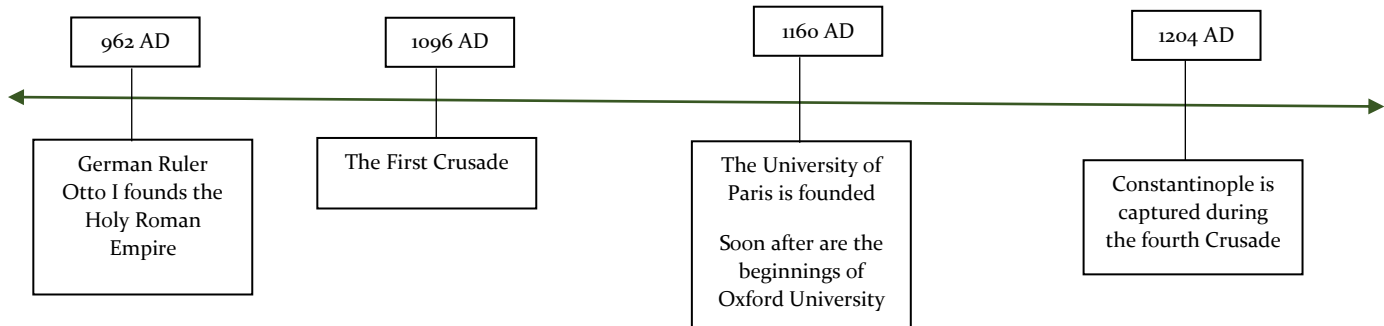 962 AD
1096 AD
1160 AD
1204 AD
German Ruler
Otto I founds the
Holy Roman
Empire
The First Crusade
The University of
Paris is founded
Soon after are the
beginnings of
Oxford University
Constantinople is
captured during
the fourth Crusade